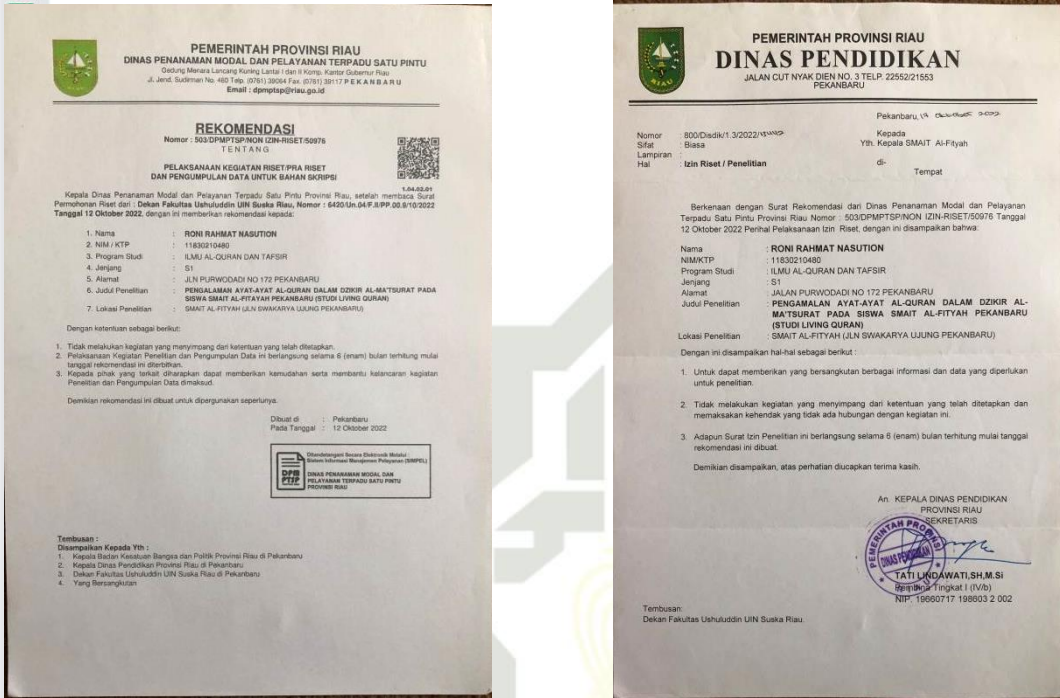 PEMERINTAH PROVINSI RIAU
DINAS PENANAMAN MODAL DAN PELAYANAN TERPADU SATU PINTU
Gedung Menara Lancang Kuning Lantai I dan II Komp. Kantor Gubernur Riau
Jl. Jend. Sudirman No. 460 Telp. (0761) 39064 Fax. (0761) 39117 P E K A N B A R U
Email : dpmptsp@riau.go.id
REKOMENDASI
Nomor : 503/DPMPTSP/NON IZIN-RISET/50976
T E N T A N G
PELAKSANAAN KEGIATAN RISET/PRA RISET
DAN PENGUMPULAN DATA UNTUK BAHAN SKRIPSI
1.04.02.01
Kepala Dinas Penanaman Modal dan Pelayanan Terpadu Satu Pintu Provinsi Riau, setelah membaca Surat
Permohonan Riset dari : Dekan Fakultas Ushuluddin UIN Suska Riau, Nomor : 6420/Un.04/F.II/PP.00.9/10/2022
Tanggal 12 Oktober 2022, dengan ini memberikan rekomendasi kepada:
1. Nama : RONI RAHMAT NASUTION
2. NIM / KTP : 11830210480
3. Program Studi : ILMU AL-QURAN DAN TAFSIR
4. Jenjang : S1
5. Alamat : JLN PURWODADI NO 172 PEKANBARU
6. Judul Penelitian : PENGALAMAN AYAT-AYAT AL-QURAN DALAM DZIKIR AL-MA'TSURAT PADA
SISWA SMAIT AL-FITYAH PEKANBARU (STUDI LIVING QURAN)
7. Lokasi Penelitian : SMAIT AL-FITYAH (JLN SWAKARYA UJUNG PEKANBARU)
Dengan ketentuan sebagai berikut:
1. Tidak melakukan kegiatan yang menyimpang dari ketentuan yang telah ditetapkan.
2. Pelaksanaan Kegiatan Penelitian dan Pengumpulan Data ini berlangsung selama 6 (enam) bulan terhitung mulai
tanggal rekomendasi ini diterbitkan.
3. Kepada pihak yang terkait diharapkan dapat memberikan kemudahan serta membantu kelancaran kegiatan
Penelitian dan Pengumpulan Data dimaksud.
Demikian rekomendasi ini dibuat untuk dipergunakan seperlunya.
Dibuat di : Pekanbaru
Pada Tanggal : 12 Oktober 2022
Ditandatangani Secara Elektronik Melalui :
Sistem Informasi Manajemen Pelayanan (SIMPEL)
DPM
PTSP
DINAS PENANAMAN MODAL DAN
PELAYANAN TERPADU SATU PINTU
PROVINSI RIAU
Tembusan :
Disampaikan Kepada Yth :
1. Kepala Badan Kesatuan Bangsa dan Politik Provinsi Riau di Pekanbaru
2. Kepala Dinas Pendidikan Provinsi Riau di Pekanbaru
3. Dekan Fakultas Ushuluddin UIN Suska Riau di Pekanbaru
4. Yang Bersangkutan
PEMERINTAH PROVINSI RIAU
DINAS PENDIDIKAN
JALAN CUT NYAK DIEN NO. 3 TELP. 22552/21553
PEKANBARU
RIAU
Pekanbaru, 19 Oktober 2022
Nomor : 800/Disdik/1.3/2022/
Sifat : Biasa
Lampiran :
Hal : Izin Riset / Penelitian
Kepada
Yth. Kepala SMAIT Al-Fityah
di-
Tempat
Berkenaan dengan Surat Rekomendasi dari Dinas Penanaman Modal dan Pelayanan
Terpadu Satu Pintu Provinsi Riau Nomor : 503/DPMPTSP/NON IZIN-RISET/50976 Tanggal
12 Oktober 2022 Perihal Pelaksanaan Izin Riset, dengan ini disampaikan bahwa:
Nama : RONI RAHMAT NASUTION
NIM/KTP : 11830210480
Program Studi : ILMU AL-QURAN DAN TAFSIR
Jenjang : S1
Alamat : JALAN PURWODADI NO 172 PEKANBARU
Judul Penelitian : PENGAMALAN AYAT-AYAT AL-QURAN DALAM DZIKIR AL-
MA'TSURAT PADA SISWA SMAIT AL-FITYAH PEKANBARU
(STUDI LIVING QURAN)
Lokasi Penelitian : SMAIT AL-FITYAH (JLN SWAKARYA UJUNG PEKANBARU)
Dengan ini disampaikan hal-hal sebagai berikut :
1. Untuk dapat memberikan yang bersangkutan berbagai informasi dan data yang diperlukan
untuk penelitian.
2. Tidak melakukan kegiatan yang menyimpang dari ketentuan yang telah ditetapkan dan
memaksakan kehendak yang tidak ada hubungan dengan kegiatan ini.
3. Adapun Surat Izin Penelitian ini berlangsung selama 6 (enam) bulan terhitung mulai tanggal
rekomendasi ini dibuat.
Demikian disampaikan, atas perhatian diucapkan terima kasih.
An. KEPALA DINAS PENDIDIKAN
PROVINSI RIAU
SEKRETARIS
PEMERINTAH PROVINSI
DINAS PENDIDIKAN
TATI LINDAWATI,SH,M.Si
Pembina Tingkat I (IV/b)
NIP. 19660717 198603 2 002
Tembusan:
Dekan Fakultas Ushuluddin UIN Suska Riau.